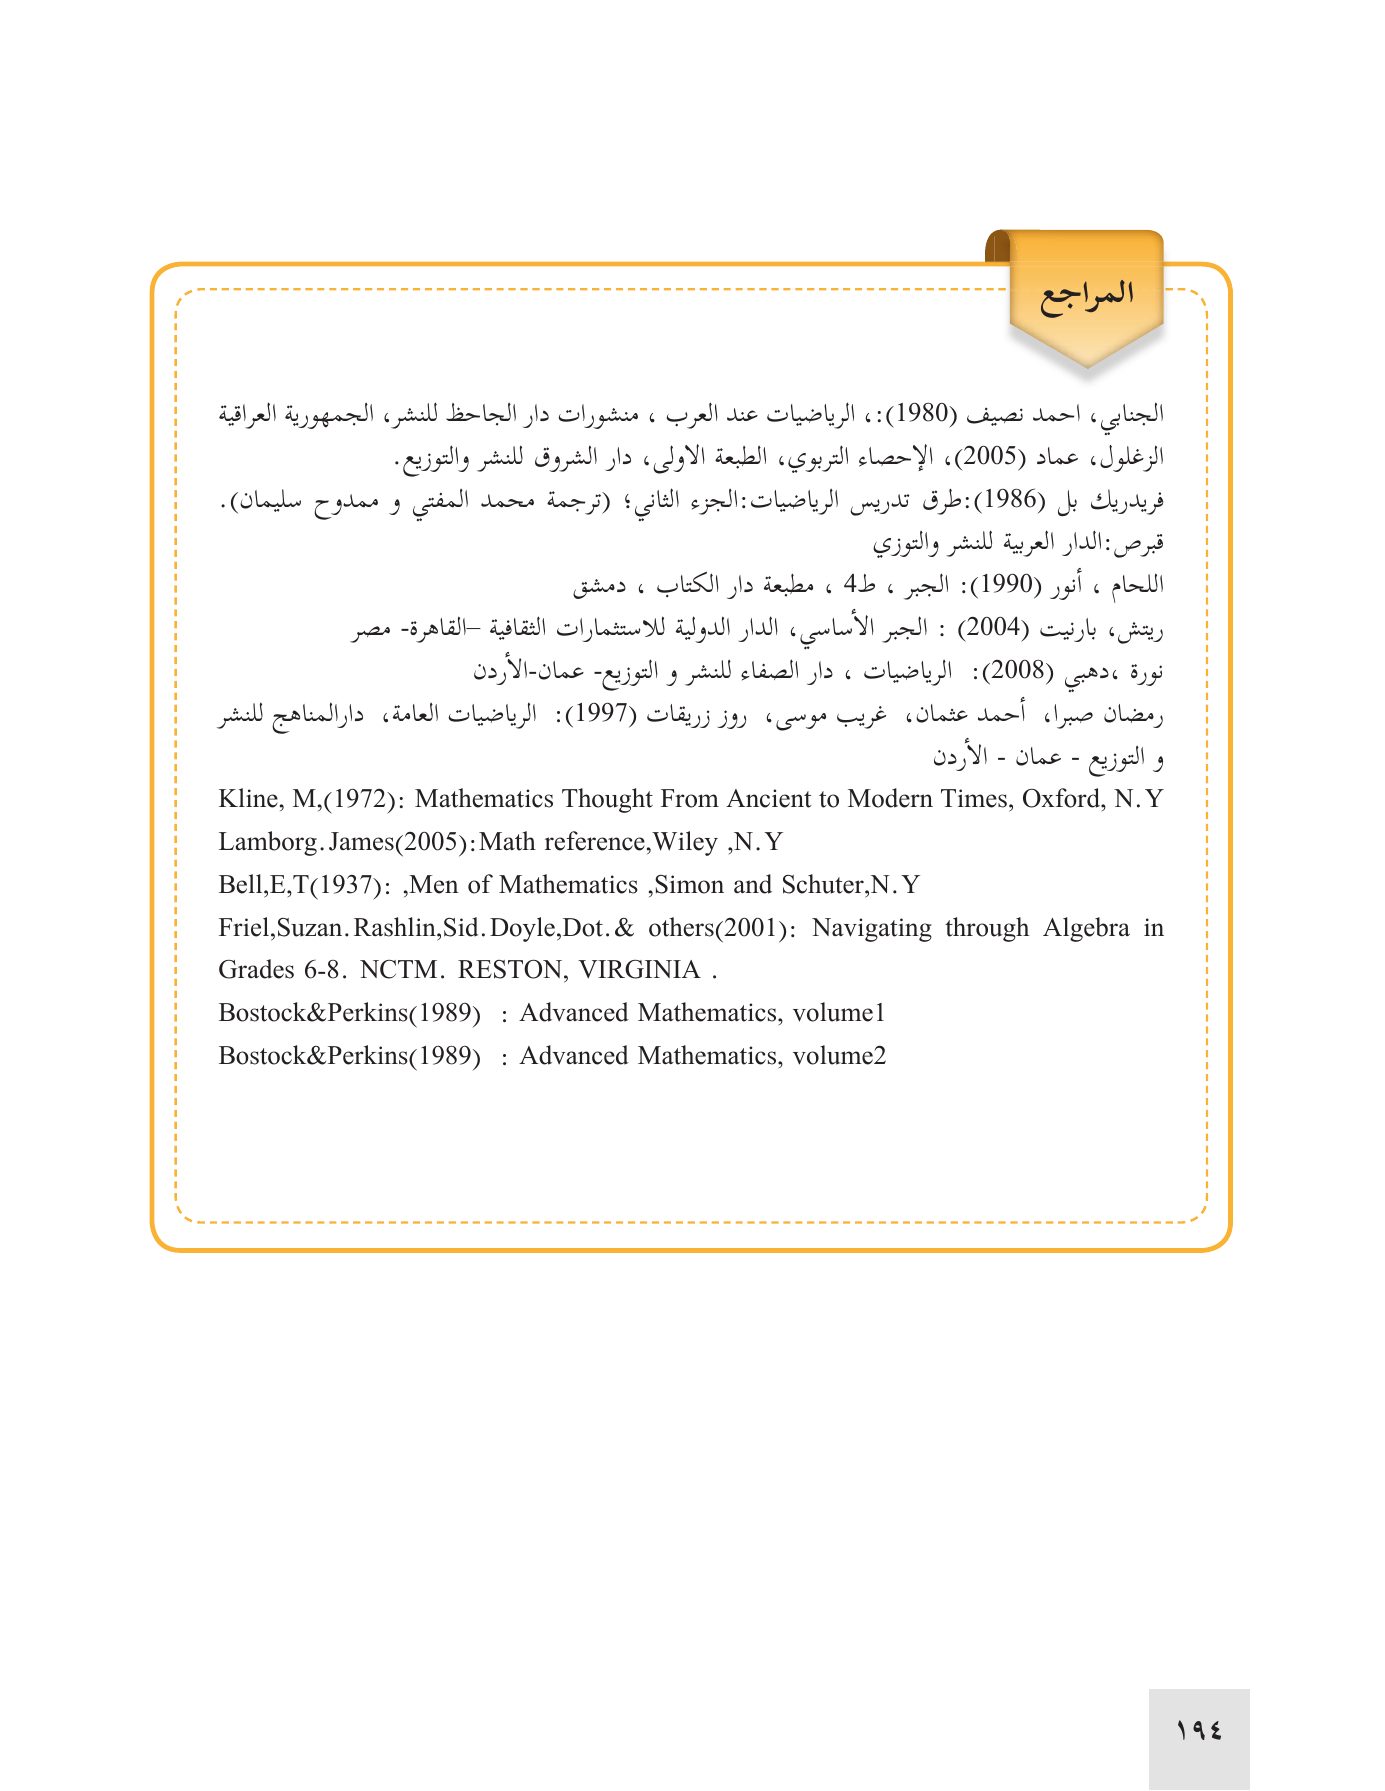 المراجع
الجنابي، احمد نصيف (1980):، الرياضيات عند العرب ، منشورات دار الجاحظ للنشر، الجمهورية العراقية
الزغلول، عماد (2005)، الإحصاء التربوي، الطبعة الاولى، دار الشروق للنشر والتوزيع.
فريدريك بل (1986):طرق تدريس الرياضيات:الجزء الثاني؛ (ترجمة محمد المفتي و ممدوح سليمان).
قبرص:الدار العربية للنشر والتوزي
اللحام ، أنور (1990): الجبر ، ط4 ، مطبعة دار الكتاب ، دمشق
ريتش، بارنيت (2004) : الجبر الأساسي، الدار الدولية للاستثمارات الثقافية –القاهرة- مصر
نورة ،دهبي (2008): الرياضيات ، دار الصفاء للنشر و التوزيع- عمان-الأردن
رمضان صبرا، أحمد عثمان، غريب موسى، روز زريقات (1997): الرياضيات العامة، دارالمناهج للنشر
و التوزيع - عمان - الأردن
Kline, M,(1972): Mathematics Thought From Ancient to Modern Times, Oxford, N.Y
Lamborg.James(2005):Math reference,Wiley ,N.Y
Bell,E,T(1937): ,Men of Mathematics ,Simon and Schuter,N.Y
Friel,Suzan.Rashlin,Sid.Doyle,Dot.& others(2001): Navigating through Algebra in
Grades 6-8. NCTM. RESTON, VIRGINIA .
Bostock&Perkins(1989) : Advanced Mathematics, volume1
Bostock&Perkins(1989) : Advanced Mathematics, volume2
١٩٤